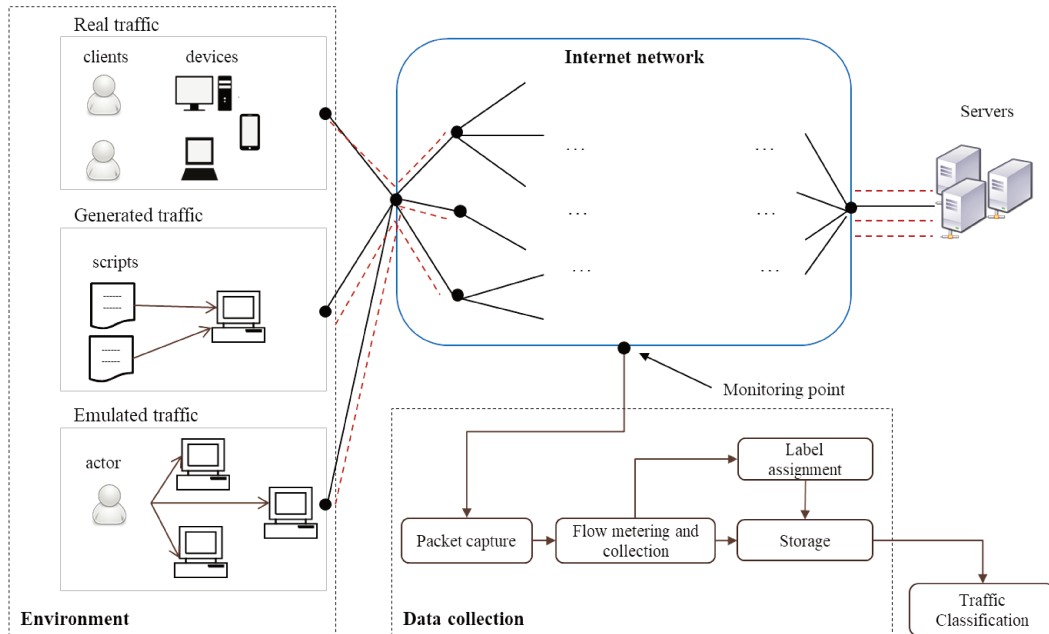 Real traffic
clients
devices
Generated traffic
scripts
Emulated traffic
actor
Environment
Internet network
...
...
...
...
...
...
Servers
Monitoring point
Label
assignment
Packet capture
Flow metering and
collection
Storage
Data collection
Traffic
Classification